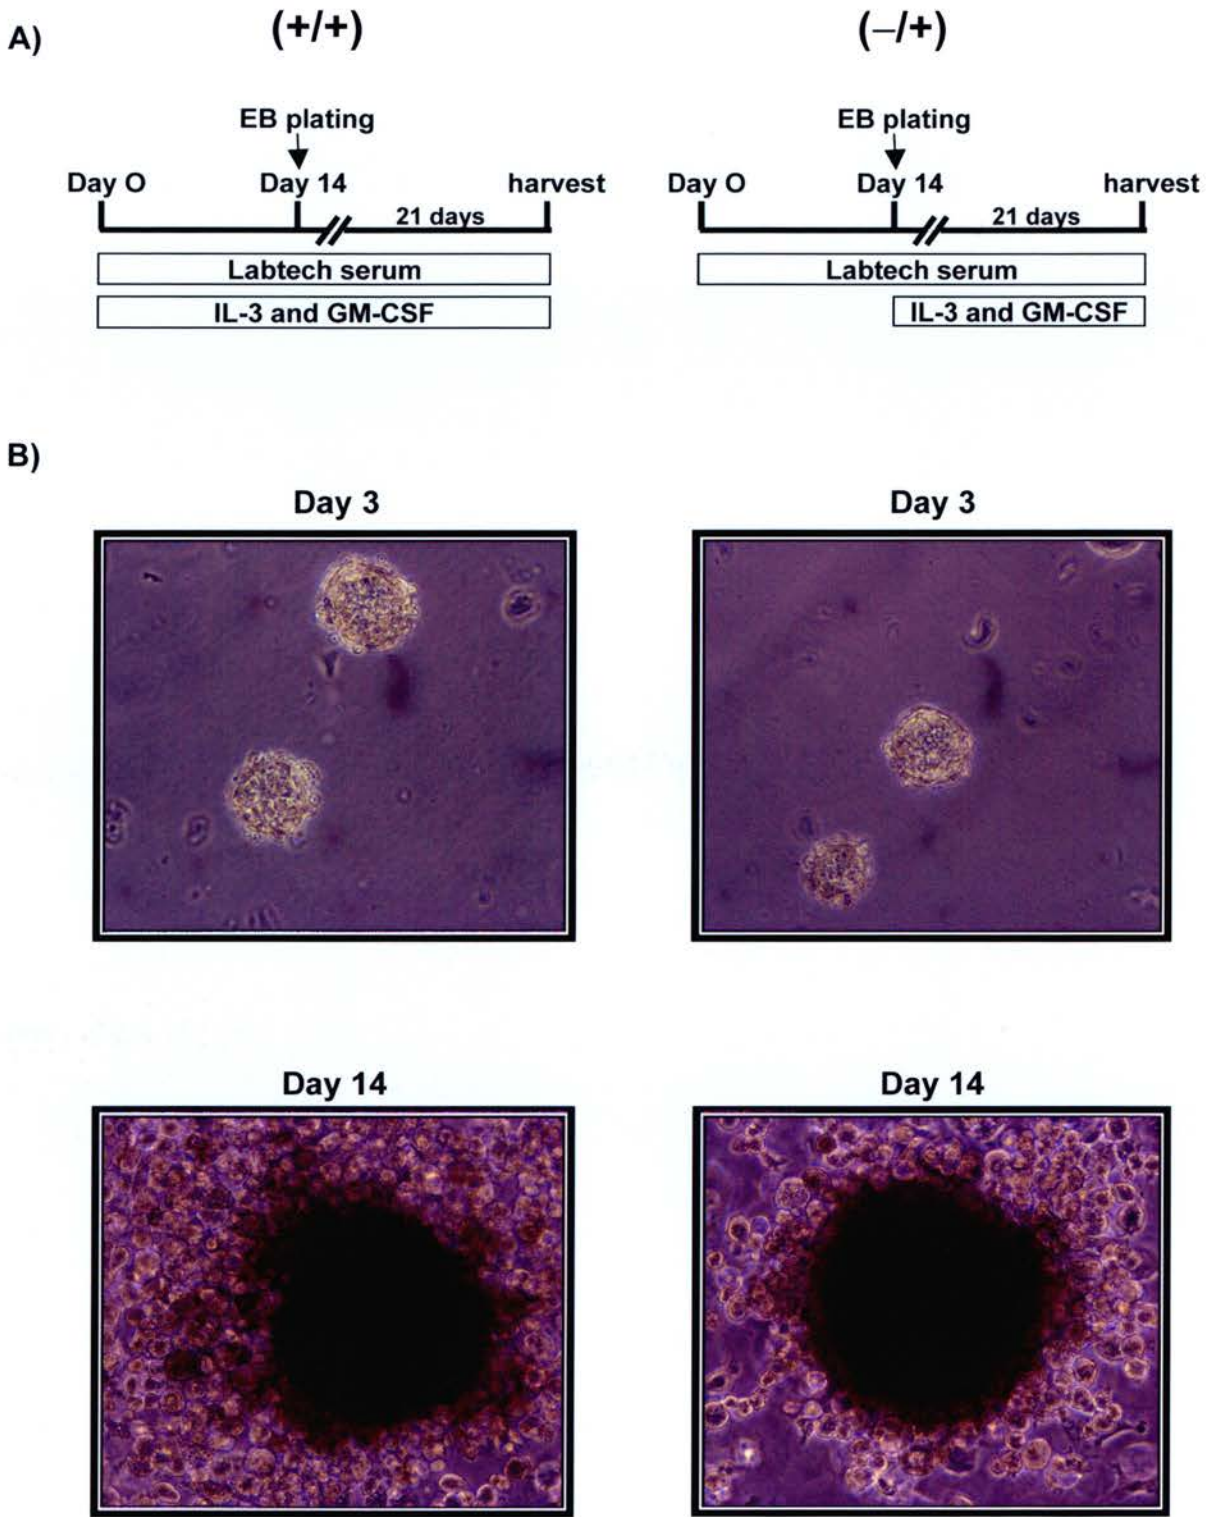 A)
(+/+)
(–/+)
EB plating
EB plating
Day O
Day 14
harvest
Day O
Day 14
harvest
21 days
21 days
Labtech serum
Labtech serum
IL-3 and GM-CSF
IL-3 and GM-CSF
B)
Day 3
Day 3
Day 14
Day 14